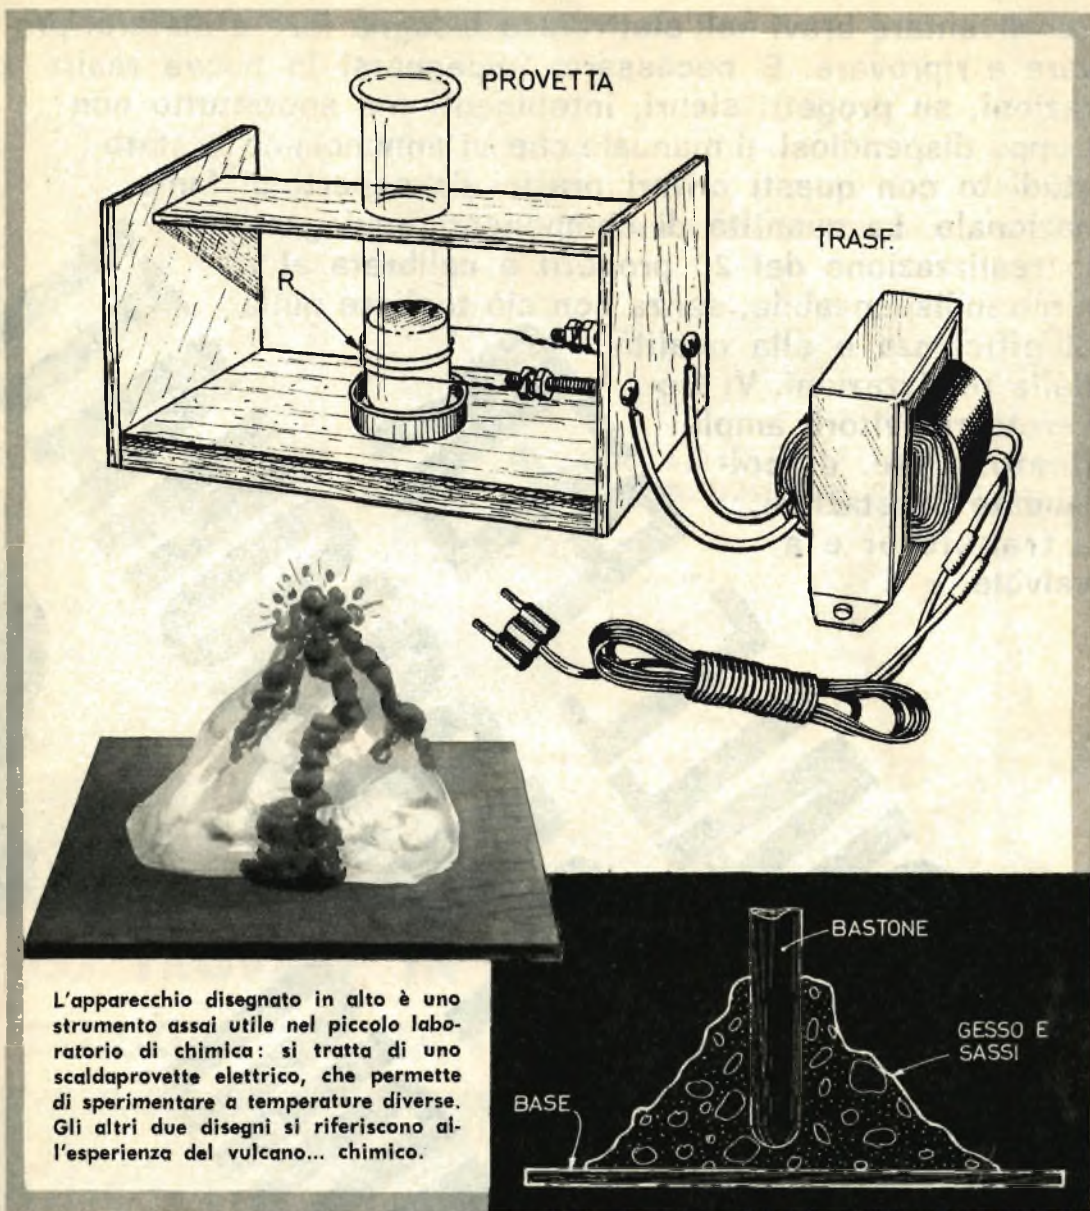 PROVETTA
TRASF.
R
BASTONE
GESSO E
SASSI
BASE
L'apparecchio disegnato in alto è uno
strumento assai utile nel piccolo labo-
ratorio di chimica: si tratta di uno
scaldaprovette elettrico, che permette
di sperimentare a temperature diverse.
Gli altri due disegni si riferiscono al-
l'esperienza del vulcano... chimico.